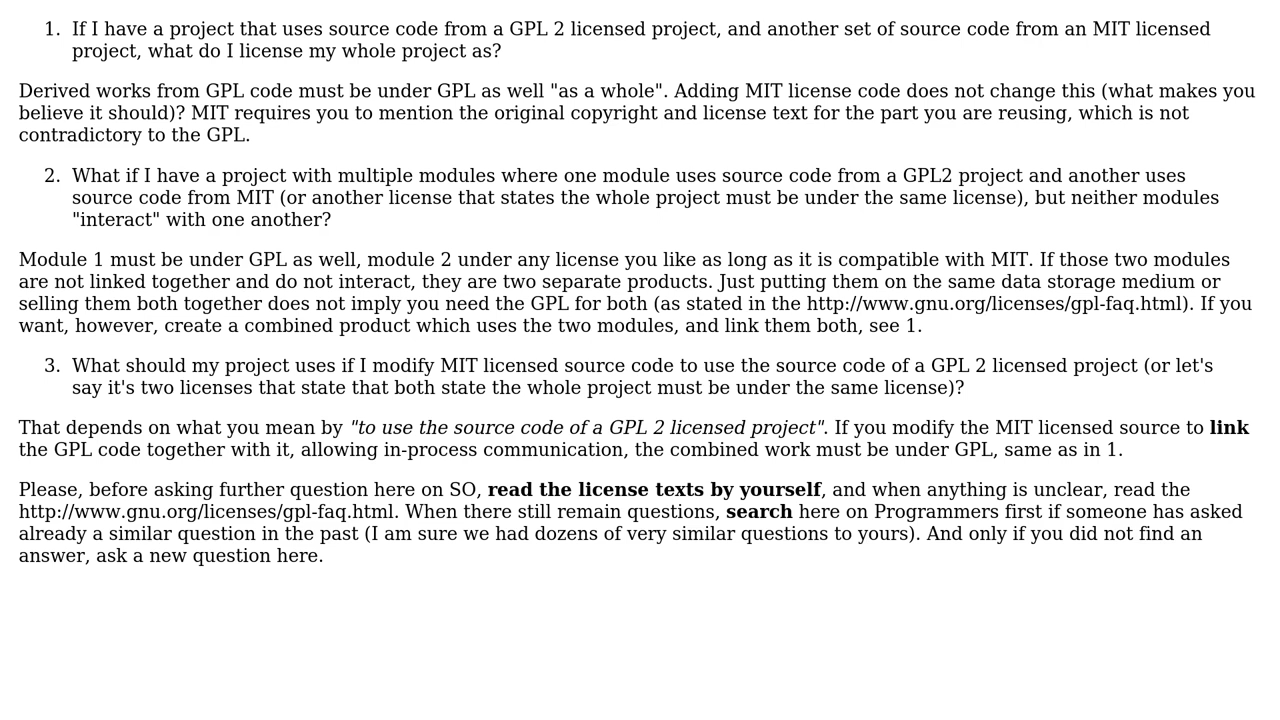 1. If I have a project that uses source code from a GPL 2 licensed project, and another set of source code from an MIT licensed
project, what do I license my whole project as?
Derived works from GPL code must be under GPL as well "as a whole". Adding MIT license code does not change this (what makes you
believe it should)? MIT requires you to mention the original copyright and license text for the part you are reusing, which is not
contradictory to the GPL.
2. What if I have a project with multiple modules where one module uses source code from a GPL2 project and another uses
source code from MIT (or another license that states the whole project must be under the same license), but neither modules
"interact" with one another?
Module 1 must be under GPL as well, module 2 under any license you like as long as it is compatible with MIT. If those two modules
are not linked together and do not interact, they are two separate products. Just putting them on the same data storage medium or
selling them both together does not imply you need the GPL for both (as stated in the http://www.gnu.org/licenses/gpl-faq.html). If you
want, however, create a combined product which uses the two modules, and link them both, see 1.
3. What should my project uses if I modify MIT licensed source code to use the source code of a GPL 2 licensed project (or let's
say it's two licenses that state that both state the whole project must be under the same license)?
That depends on what you mean by "to use the source code of a GPL 2 licensed project". If you modify the MIT licensed source to link
the GPL code together with it, allowing in-process communication, the combined work must be under GPL, same as in 1.
Please, before asking further question here on SO, read the license texts by yourself, and when anything is unclear, read the
http://www.gnu.org/licenses/gpl-faq.html. When there still remain questions, search here on Programmers first if someone has asked
already a similar question in the past (I am sure we had dozens of very similar questions to yours). And only if you did not find an
answer, ask a new question here.